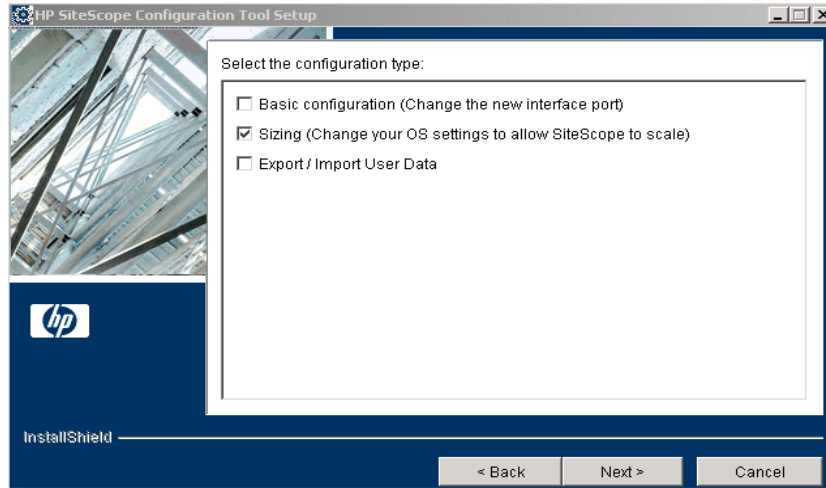 HP SiteScope Configuration Tool Setup
Select the configuration type:
Basic configuration (Change the new interface port)
Sizing (Change your OS settings to allow SiteScope to scale)
Export / Import User Data
hp
InstallShield
< Back Next > Cancel